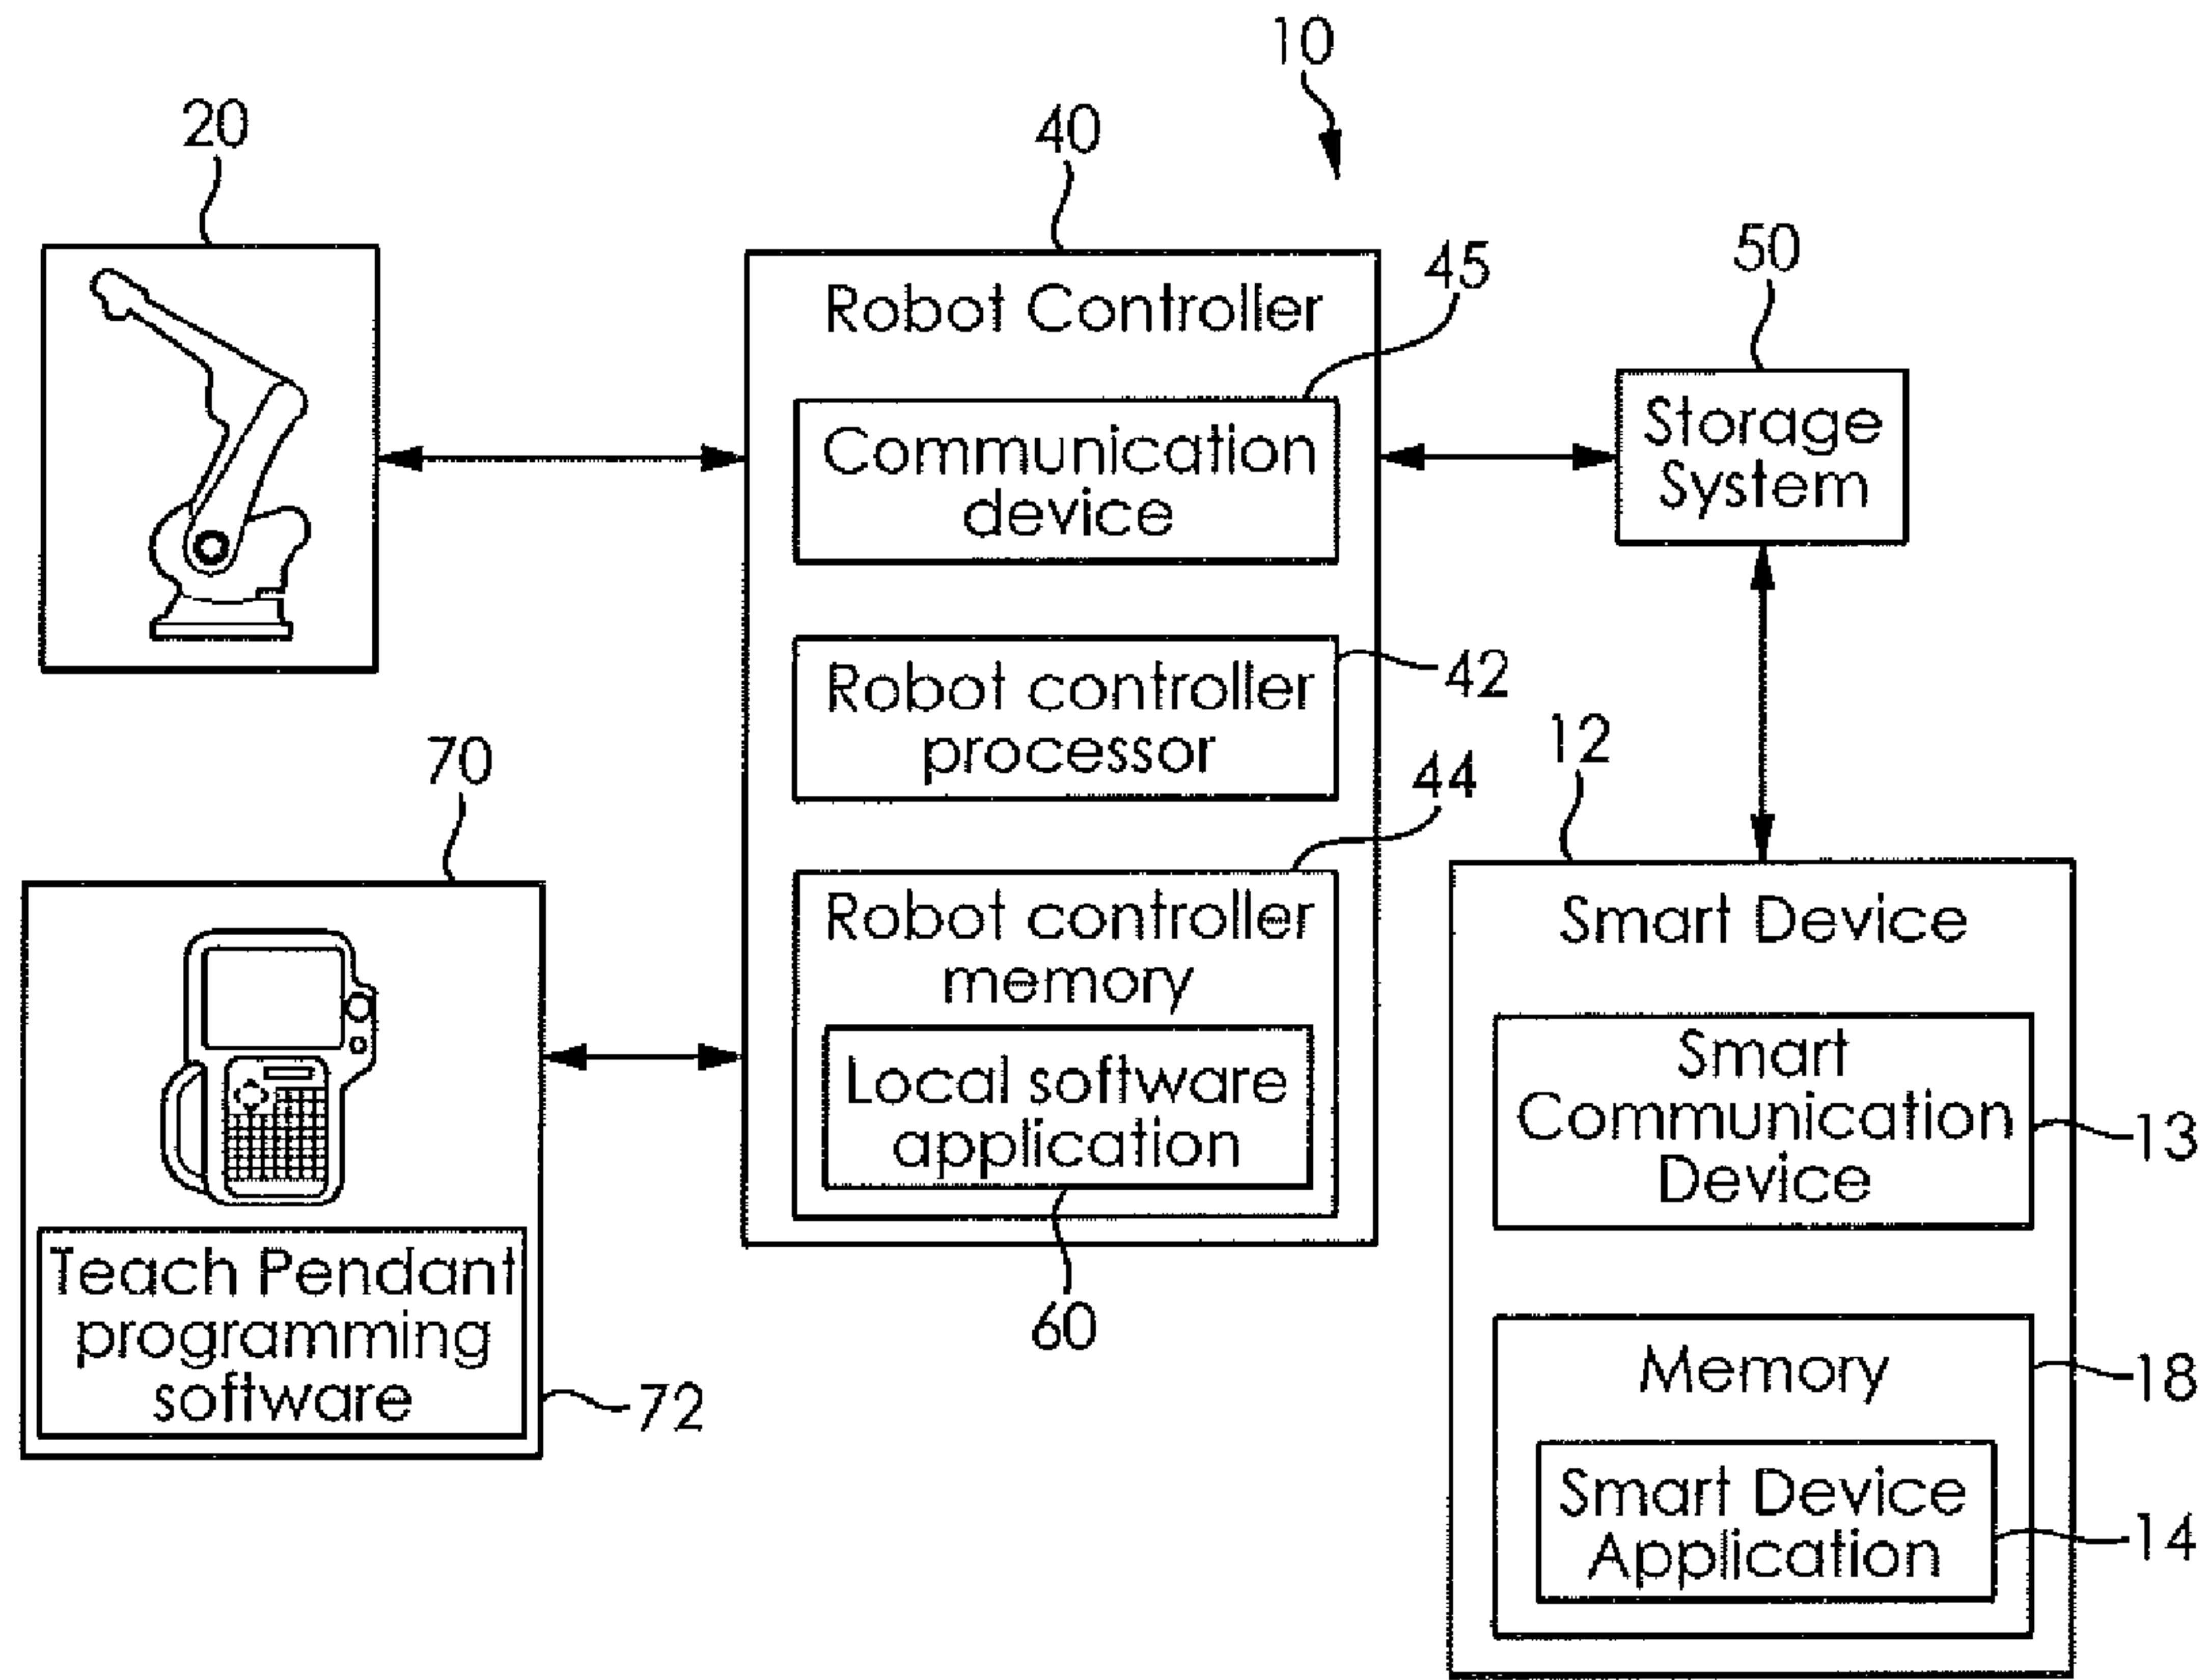 10
20
40
Robot Controller
45
Communication
device
Robot controller
processor
42
44
Robot controller
memory
Local software
application
60
50
Storage
System
70
Teach Pendant
programming
software
72
12
Smart Device
Smart
Communication
Device
13
Memory
18
Smart Device
Application
14